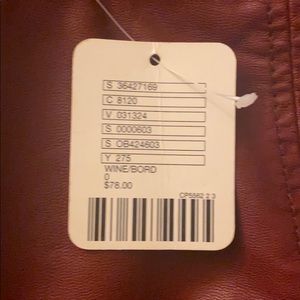 S 36427169
C 8120
V 031324
S 0000603
S OB424603
Y 275
WINE/BORD
0
$78.00
CP5562 2 3